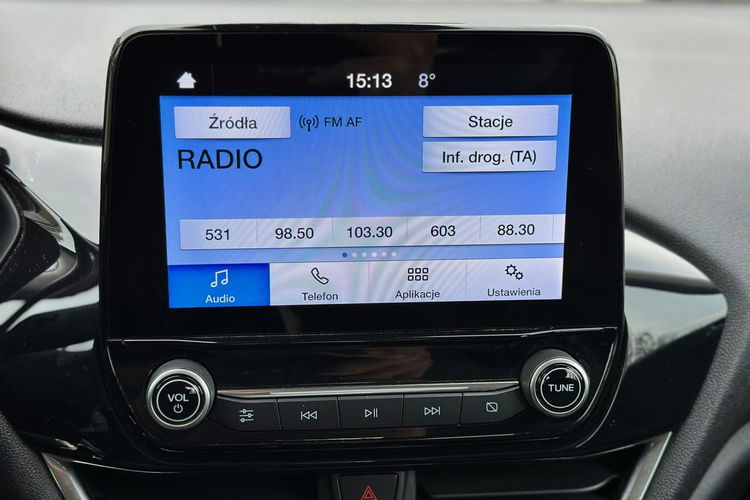 15:13 8°
Źródła FM AF Stacje
RADIO Inf. drog. (TA)
531 98.50 103.30 603 88.30
Audio Telefon Aplikacje Ustawienia
VOL TUNE